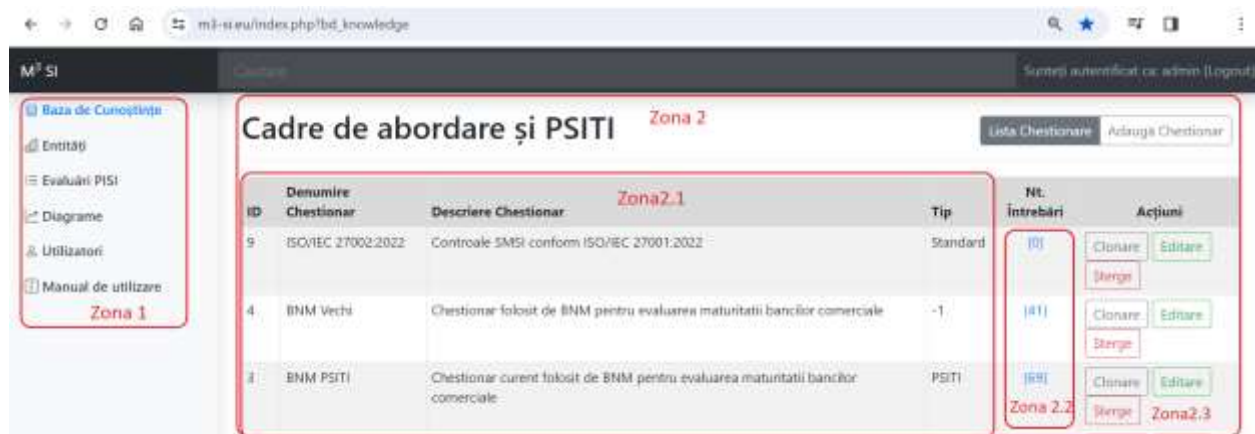 m3-si.eu/index.php?bd_knowledge
M³ SI
Cautare
Sunteți autentificat ca: admin (Logout)
Baza de Cunoștințe
Entități
Evaluări PISI
Diagrame
Utilizatori
Manual de utilizare
Zona 1
Cadre de abordare și PSITI
Zona 2
Lista Chestionare
Adaugă Chestionar
Zona2.1
ID
Denumire
Chestionar
Descriere Chestionar
Tip
Nt.
Întrebări
Acțiuni
9 ISO/IEC 27002:2022 Controale SMSI conform ISO/IEC 27001:2022 Standard [0] Clonare Editare
Șterge
4 BNM Vechi Chestionar folosit de BNM pentru evaluarea maturitatii bancilor comerciale -1 [41] Clonare Editare
Șterge
3 BNM PSITI Chestionar curent folosit de BNM pentru evaluarea maturitatii bancilor
comerciale
PSITI [69] Clonare Editare
Șterge
Zona 2.2
Zona2.3